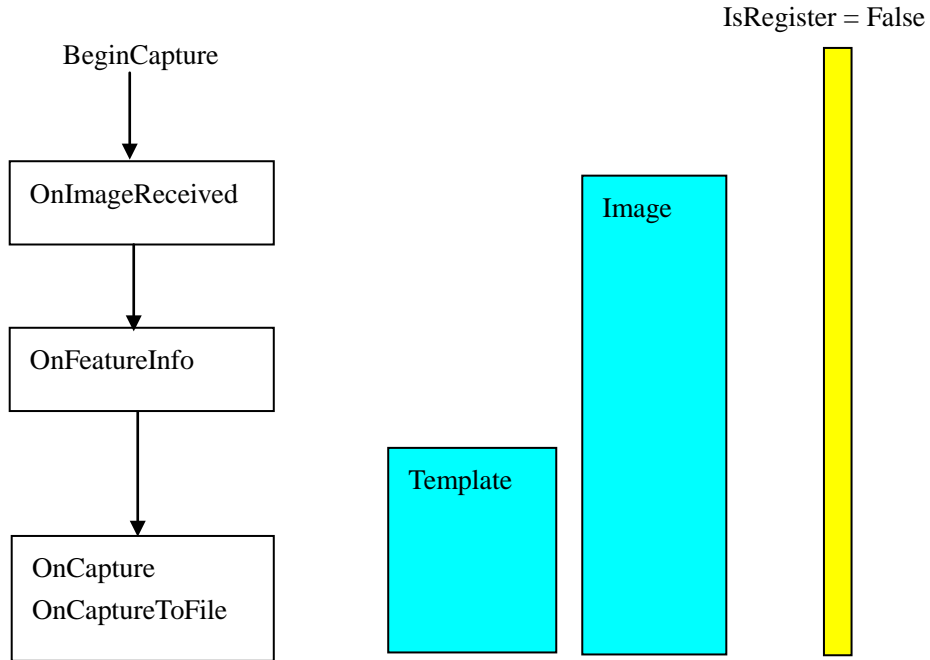 IsRegister = False
BeginCapture
OnImageReceived
Image
OnFeatureInfo
Template
OnCapture
OnCaptureToFile